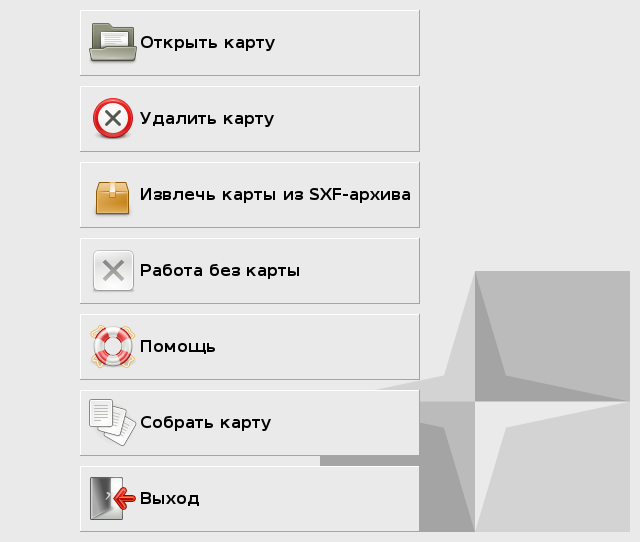 Открыть карту
Удалить карту
Извлечь карты из SXF-архива
Работа без карты
Помощь
Собрать карту
Выход